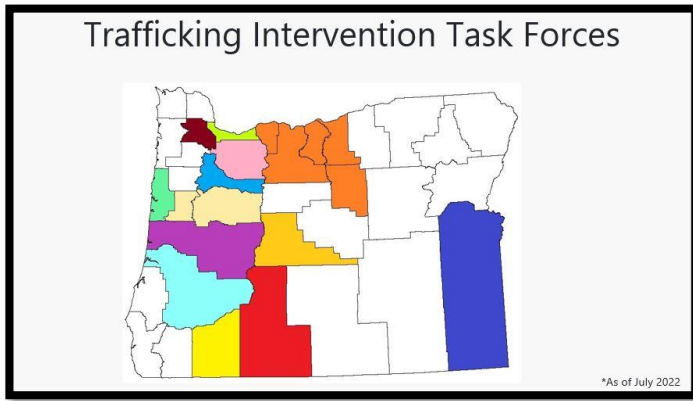 Trafficking Intervention Task Forces
*As of July 2022